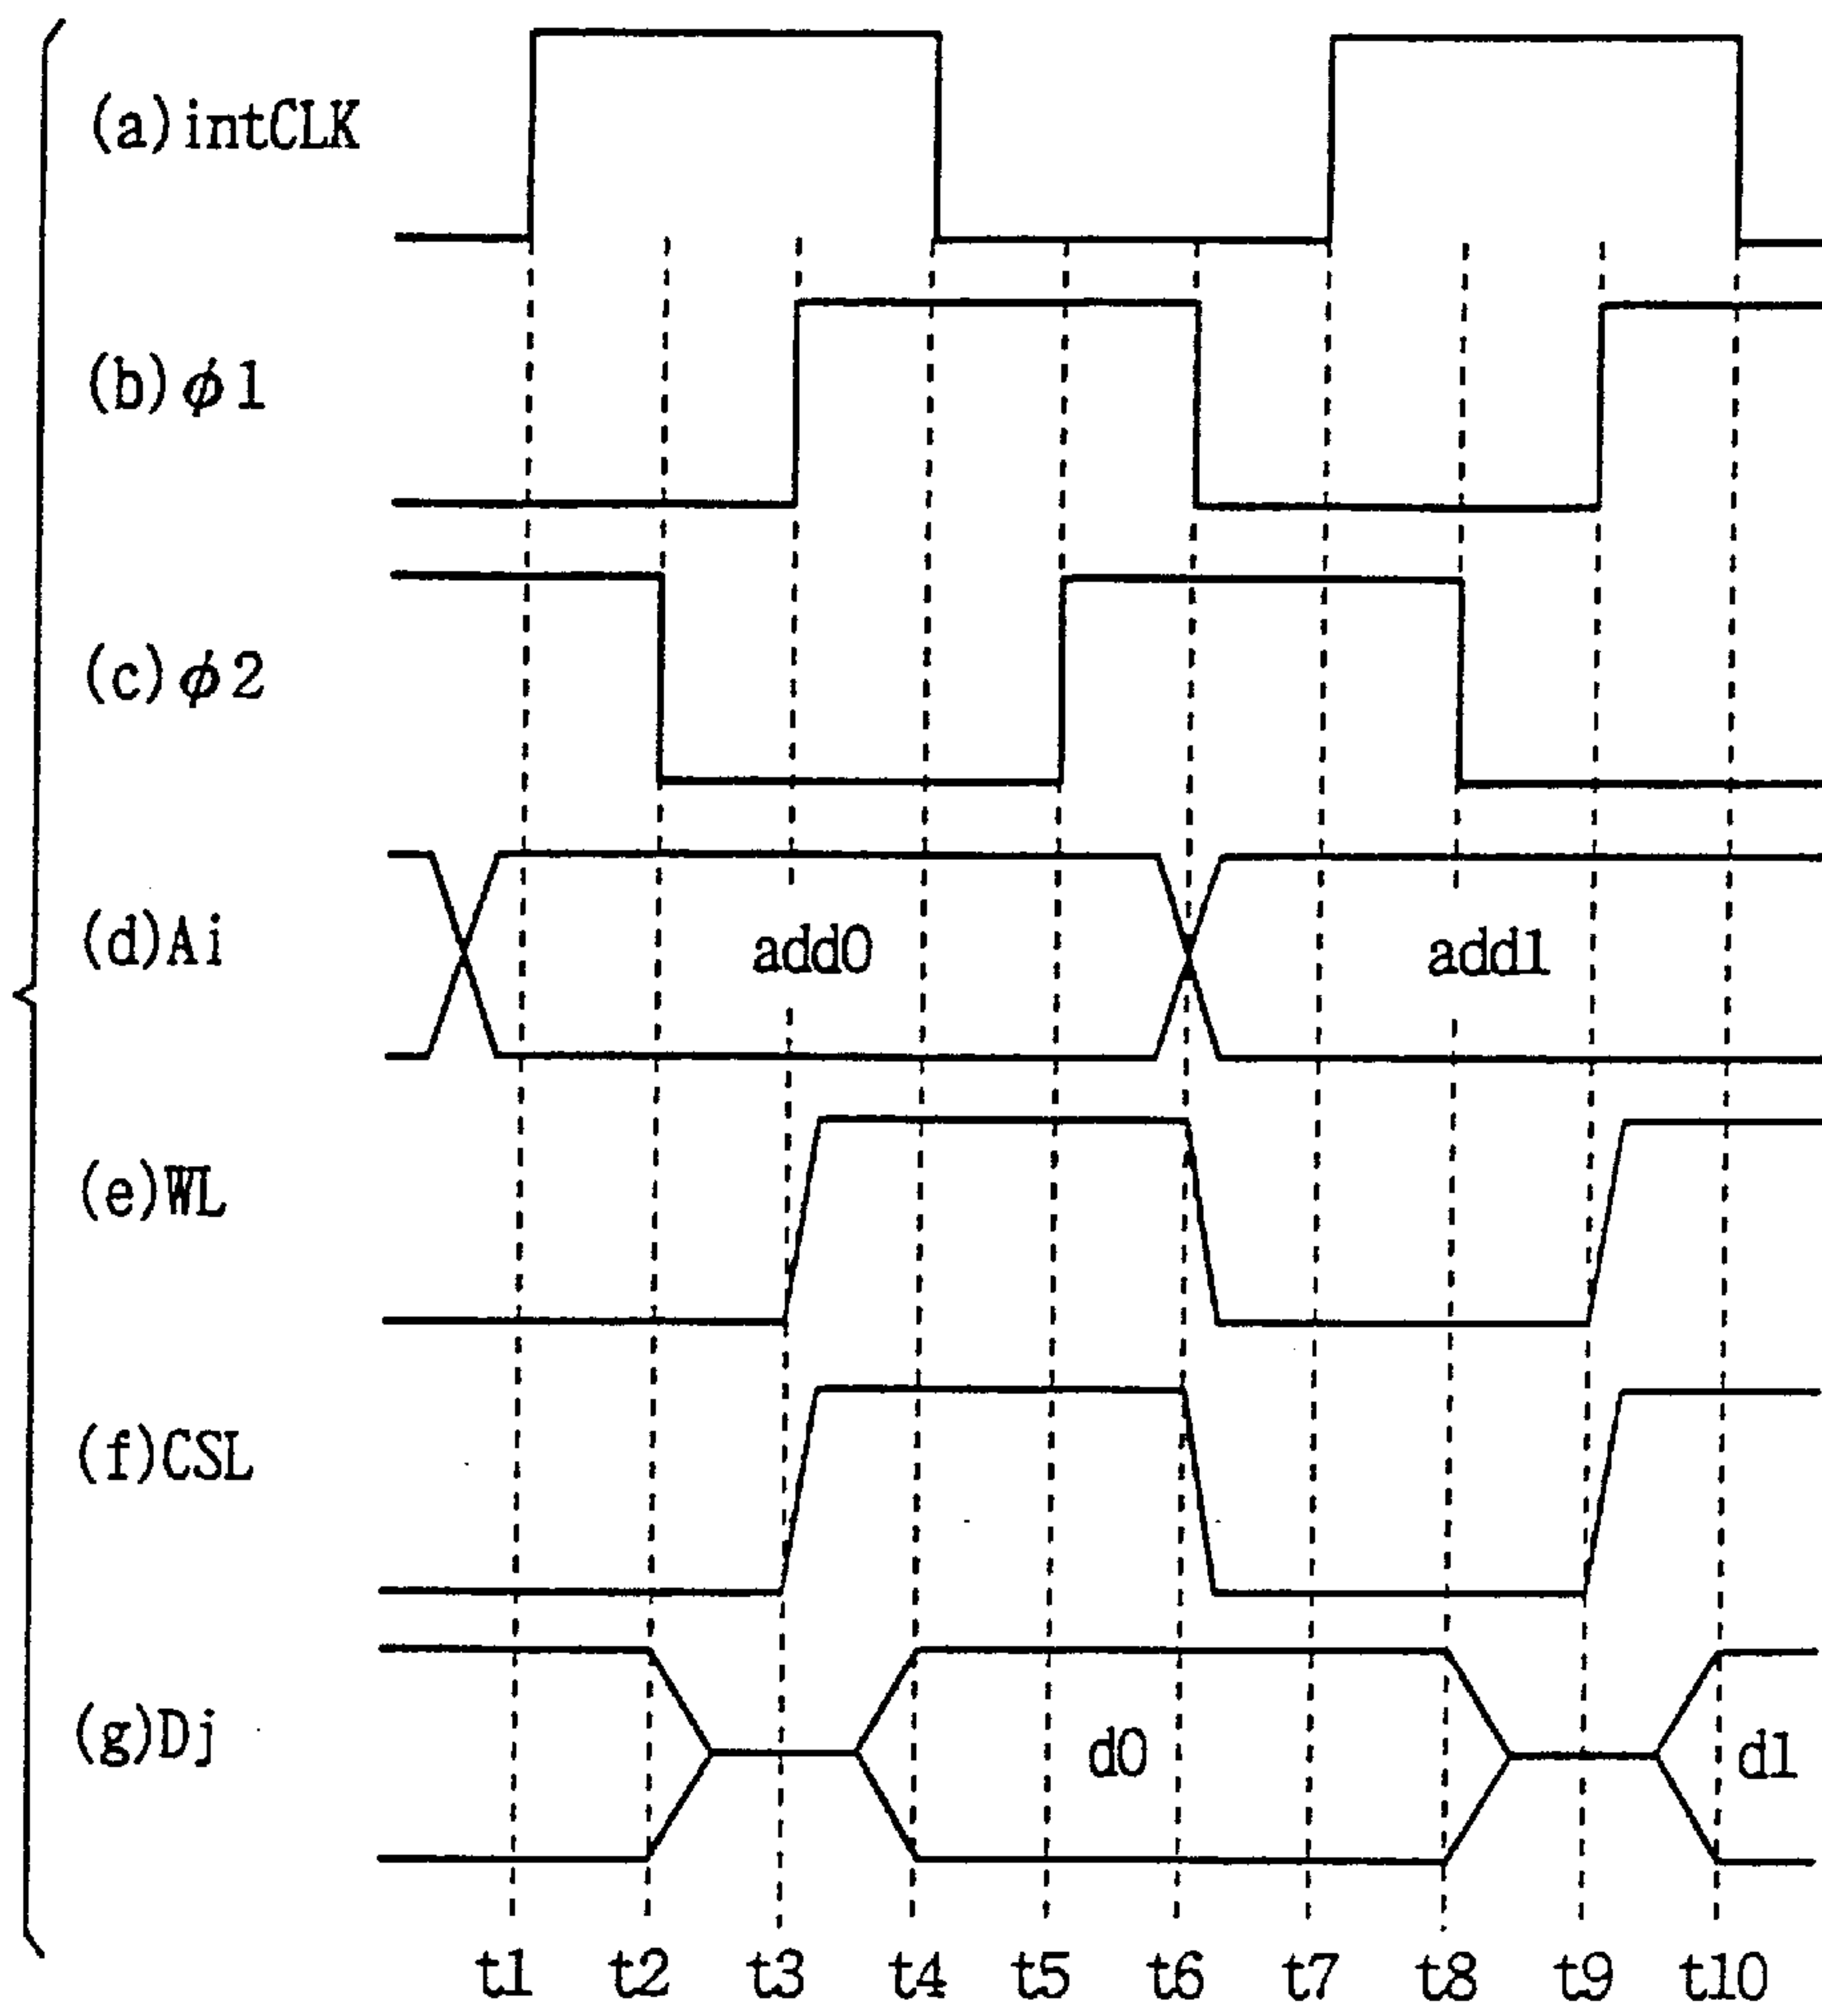 (a)intCLK
(b)φ1
(c)φ2
(d)Ai
add0
add1
(e)WL
(f)CSL
(g)Dj
d0
d1
t1 t2 t3 t4 t5 t6 t7 t8 t9 t10